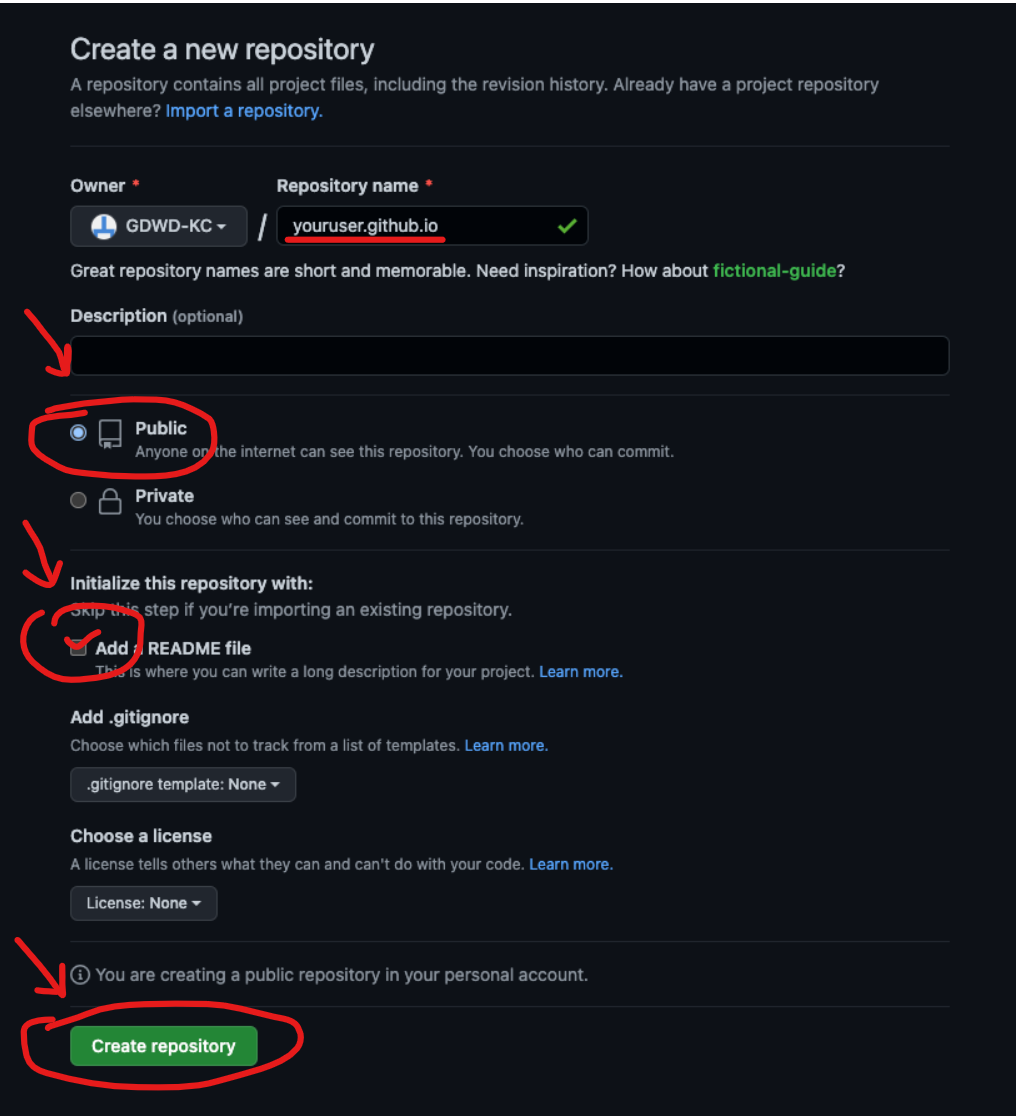 Create a new repository
A repository contains all project files, including the revision history. Already have a project repository
elsewhere? Import a repository.
Owner * Repository name *
GDWD-KC / youruser.github.io
Great repository names are short and memorable. Need inspiration? How about fictional-guide?
Description (optional)
Public
Anyone on the internet can see this repository. You choose who can commit.
Private
You choose who can see and commit to this repository.
Initialize this repository with:
Skip this step if you’re importing an existing repository.
Add a README file
This is where you can write a long description for your project. Learn more.
Add .gitignore
Choose which files not to track from a list of templates. Learn more.
.gitignore template: None
Choose a license
A license tells others what they can and can't do with your code. Learn more.
License: None
You are creating a public repository in your personal account.
Create repository